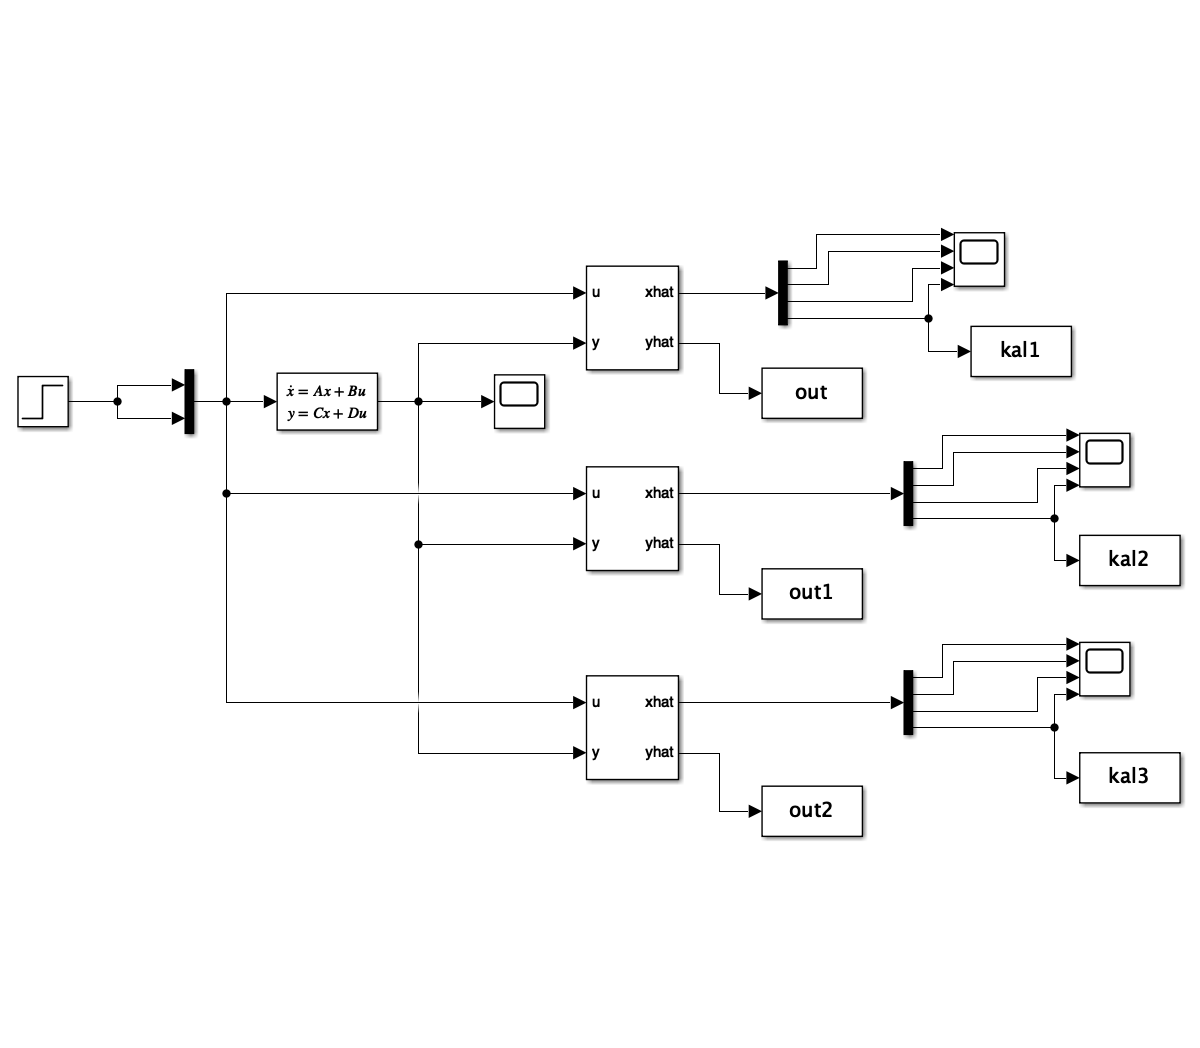 u xhat
y yhat
kal1
out
ẋ = Ax + Bu
y = Cx + Du
u xhat
y yhat
kal2
out1
u xhat
y yhat
kal3
out2